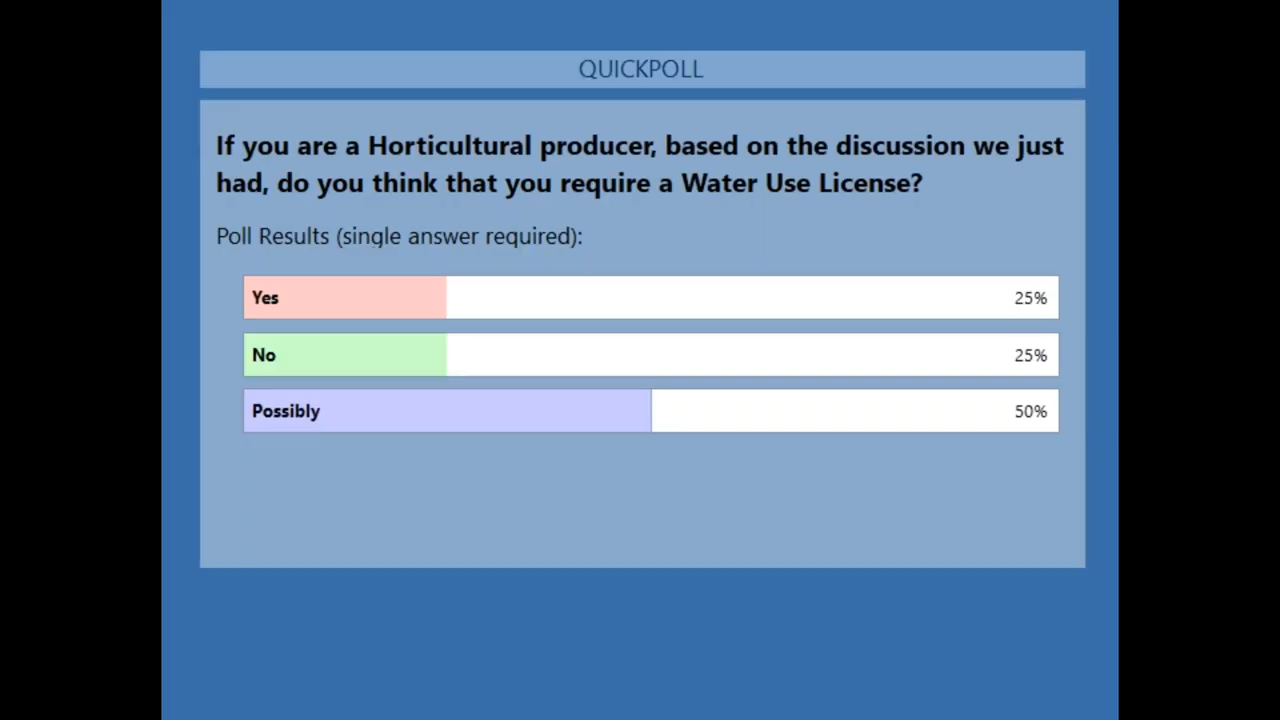 QUICKPOLL
If you are a Horticultural producer, based on the discussion we just
had, do you think that you require a Water Use License?
Poll Results (single answer required):
Yes 25%
No 25%
Possibly 50%